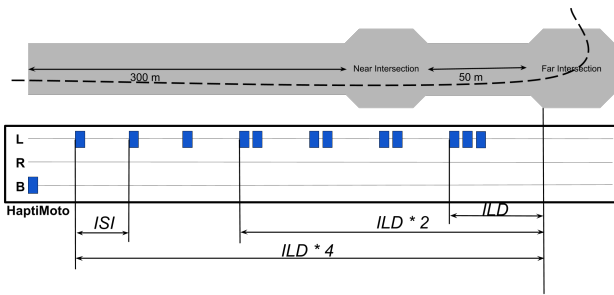 Near Intersection
Far Intersection
300 m
50 m
L
R
B
HaptiMoto
ISI
ILD
ILD * 2
ILD * 4